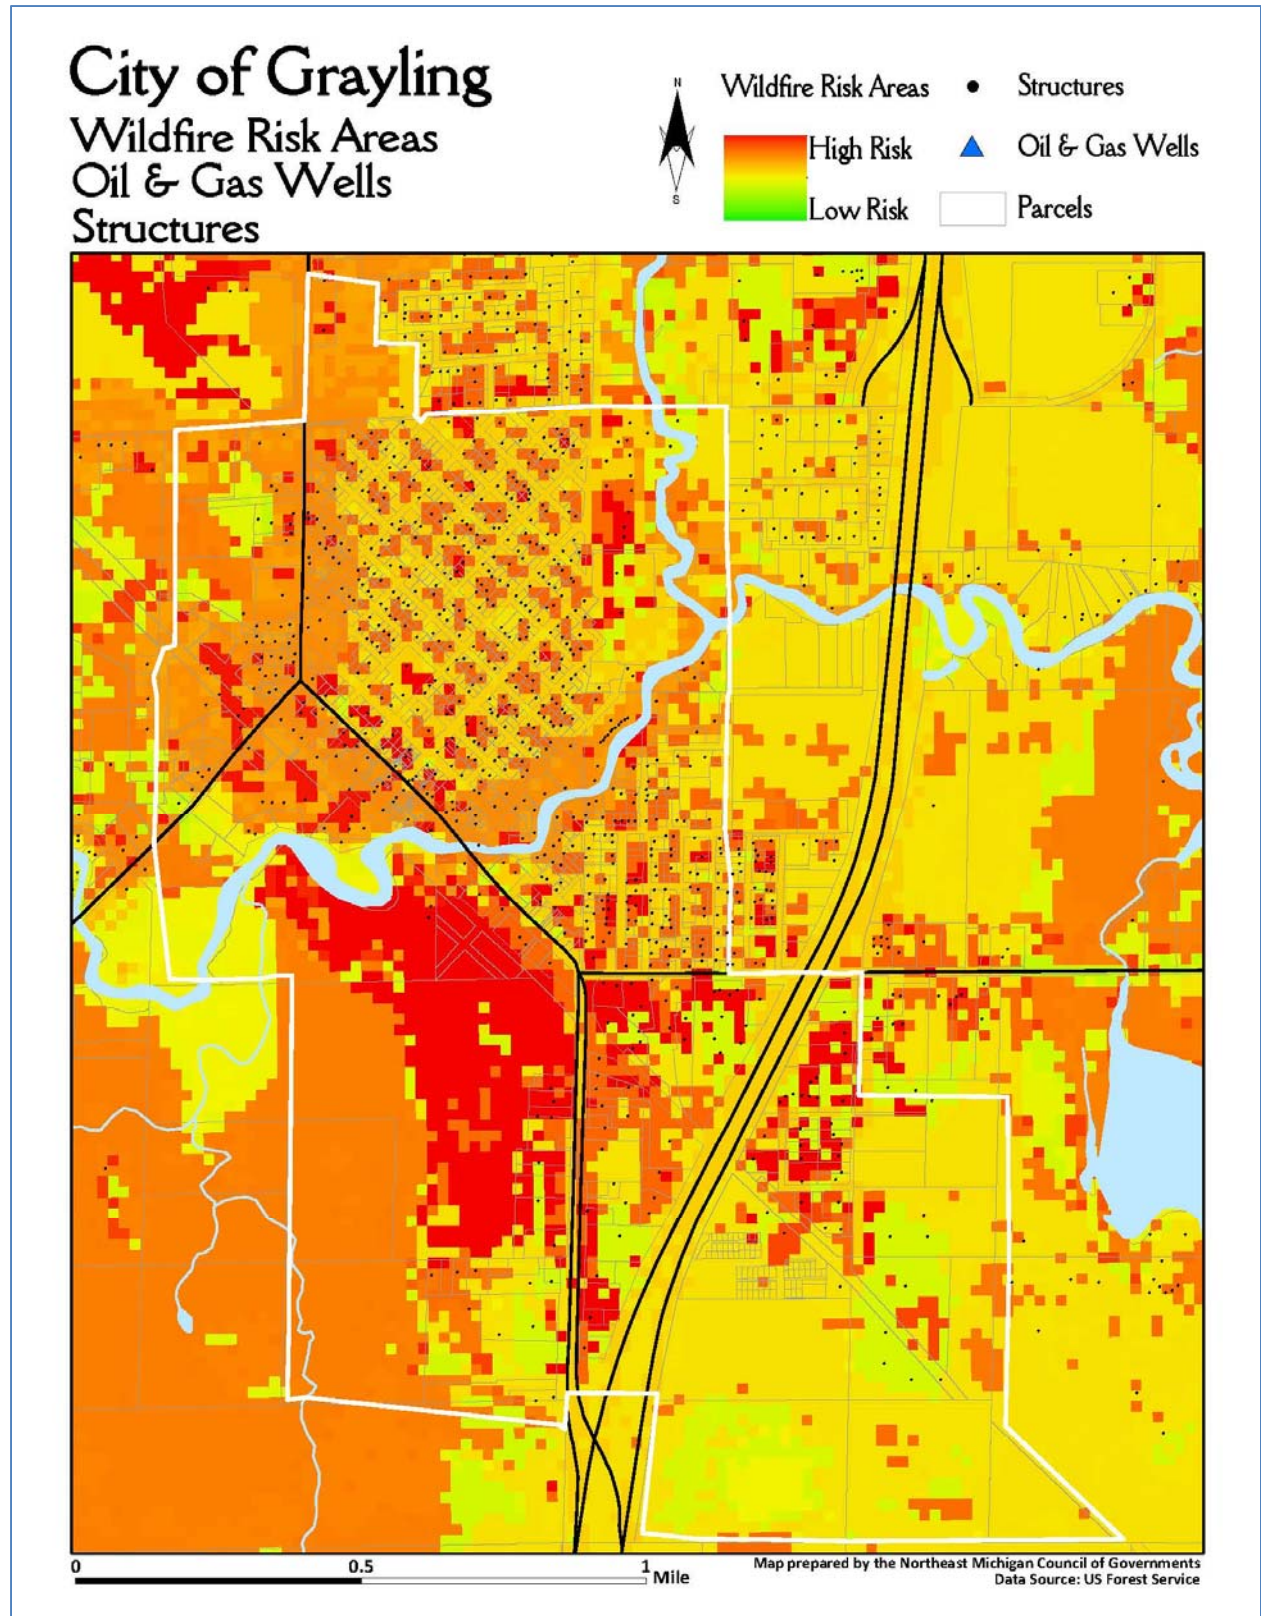 City of Grayling
Wildfire Risk Areas
Oil & Gas Wells
Structures
N
S
Wildfire Risk Areas
High Risk
Low Risk
Structures
Oil & Gas Wells
Parcels
0 0.5 1 Mile
Map prepared by the Northeast Michigan Council of Governments
Data Source: US Forest Service